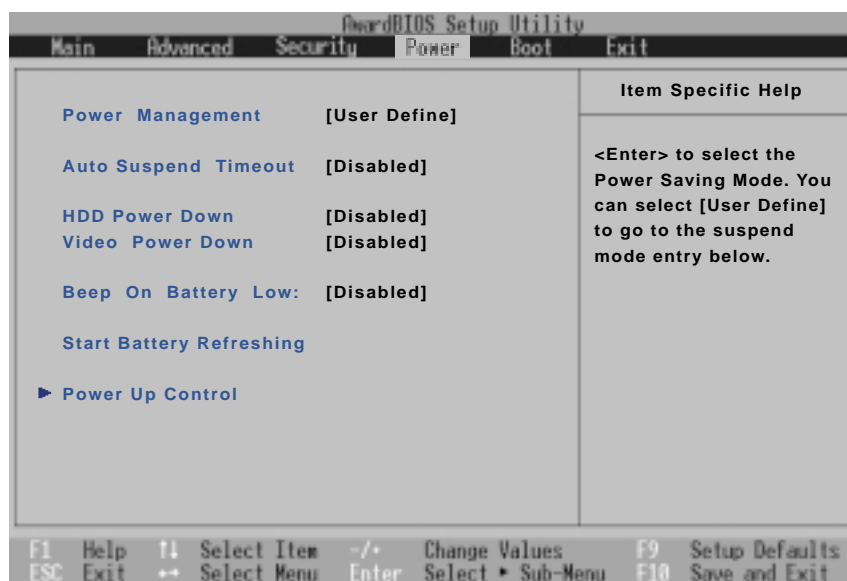 AwardBIOS Setup Utility
Main Advanced Security Power Boot Exit
Power Management [User Define]
Auto Suspend Timeout [Disabled]
HDD Power Down [Disabled]
Video Power Down [Disabled]
Beep On Battery Low: [Disabled]
Start Battery Refreshing
▶ Power Up Control
Item Specific Help
<Enter> to select the
Power Saving Mode. You
can select [User Define]
to go to the suspend
mode entry below.
F1 Help ↑↓ Select Item -/+ Change Values F9 Setup Defaults
ESC Exit ↔ Select Menu Enter Select ▶ Sub-Menu F10 Save and Exit